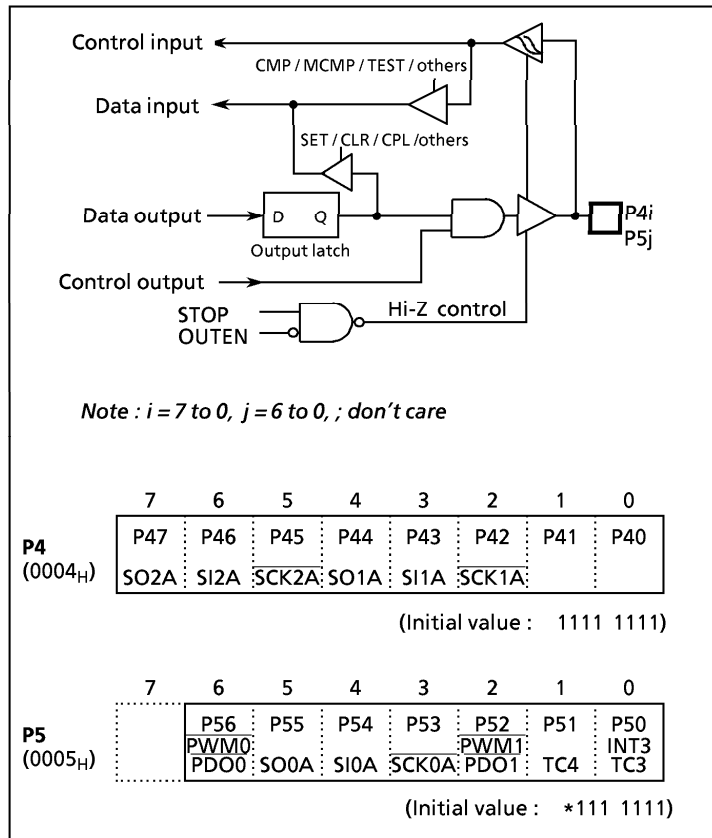 Control input
CMP / MCMP / TEST / others
Data input
SET / CLR / CPL /others
Data output
D Q
P4i
P5j
Output latch
Control output
STOP
OUTEN
Hi-Z control
Note : i = 7 to 0, j = 6 to 0, ; don't care
7 6 5 4 3 2 1 0
P4
(0004H)
P47 P46 P45 P44 P43 P42 P41 P40
SO2A SI2A SCK2A SO1A SI1A SCK1A
(Initial value : 1111 1111)
7 6 5 4 3 2 1 0
P5
(0005H)
P56 P55 P54 P53 P52 P51 P50
PWM0 PWM1 INT3
PDO0 SO0A SI0A SCK0A PDO1 TC4 TC3
(Initial value : *111 1111)